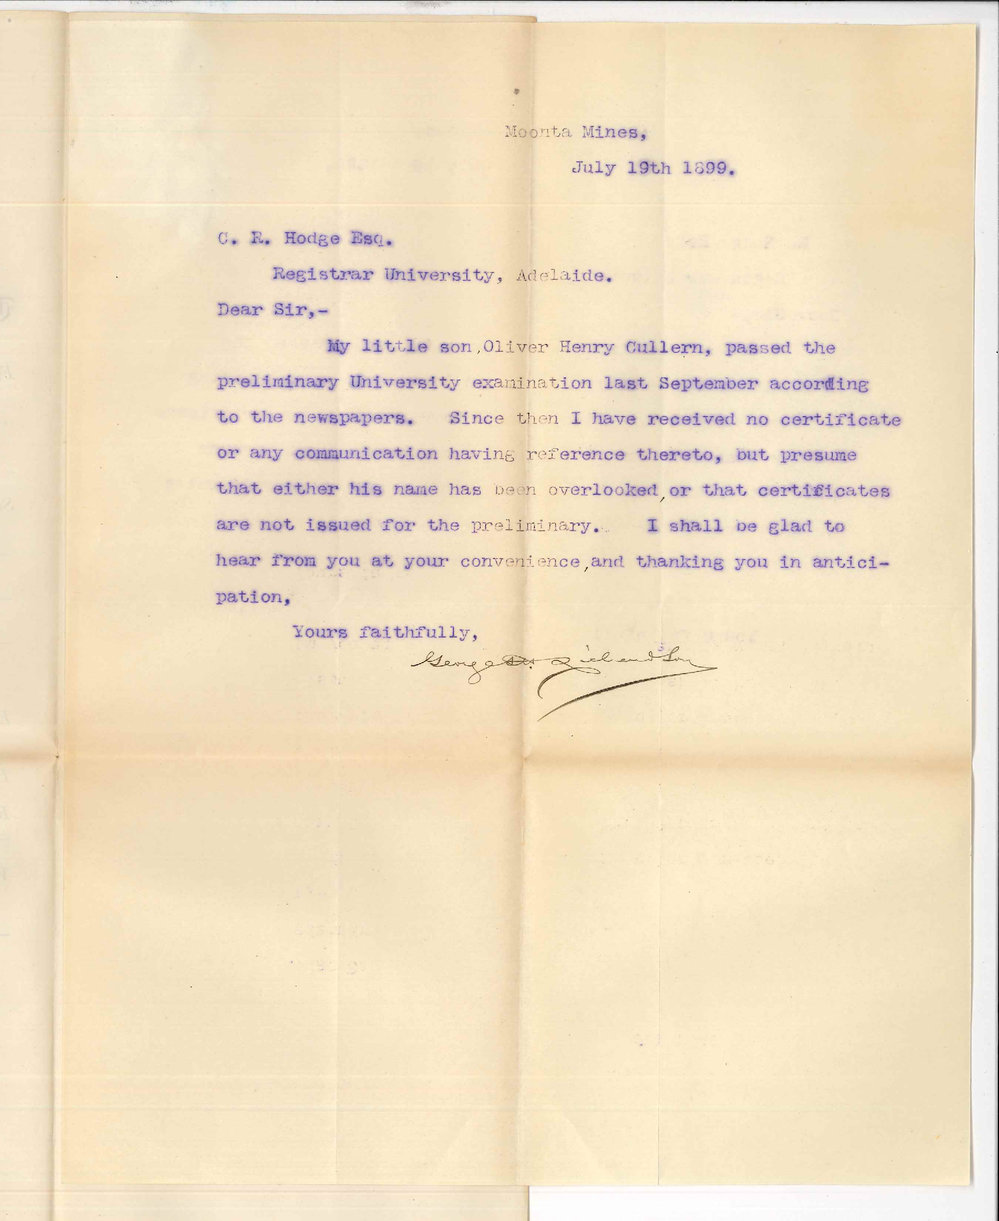 Moonta Mines,
July 19th 1899.
C. R. Hodge Esq.
Registrar University, Adelaide.
Dear Sir,-
My little son,Oliver Henry Cullern, passed the
preliminary University examination last September according
to the newspapers. Since then I have received no certificate
or any communication having reference thereto, but presume
that either his name has been overlooked,or that certificates
are not issued for the preliminary. I shall be glad to
hear from you at your convenience,and thanking you in antici-
pation,
Yours faithfully,
George Richardson